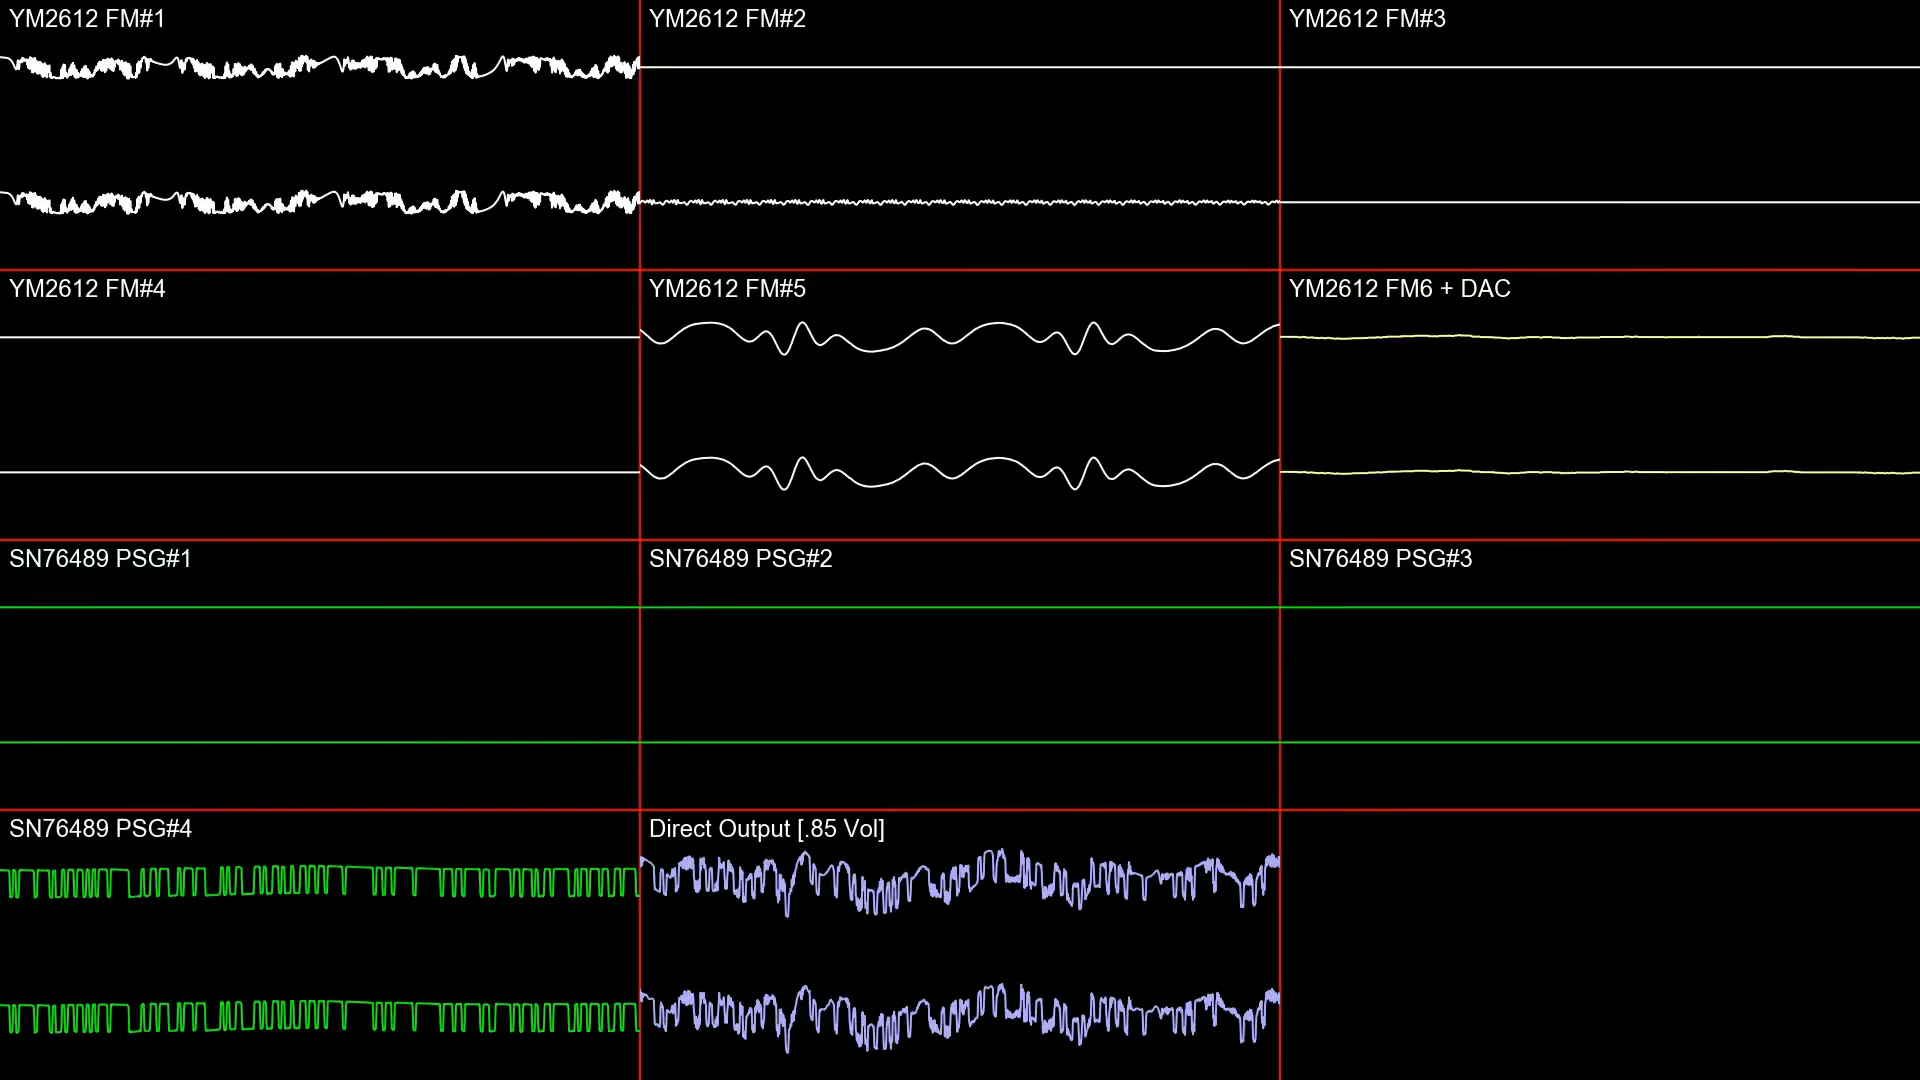 YM2612 FM#1
YM2612 FM#2
YM2612 FM#3
YM2612 FM#4
YM2612 FM#5
YM2612 FM6 + DAC
SN76489 PSG#1
SN76489 PSG#2
SN76489 PSG#3
SN76489 PSG#4
Direct Output [.85 Vol]